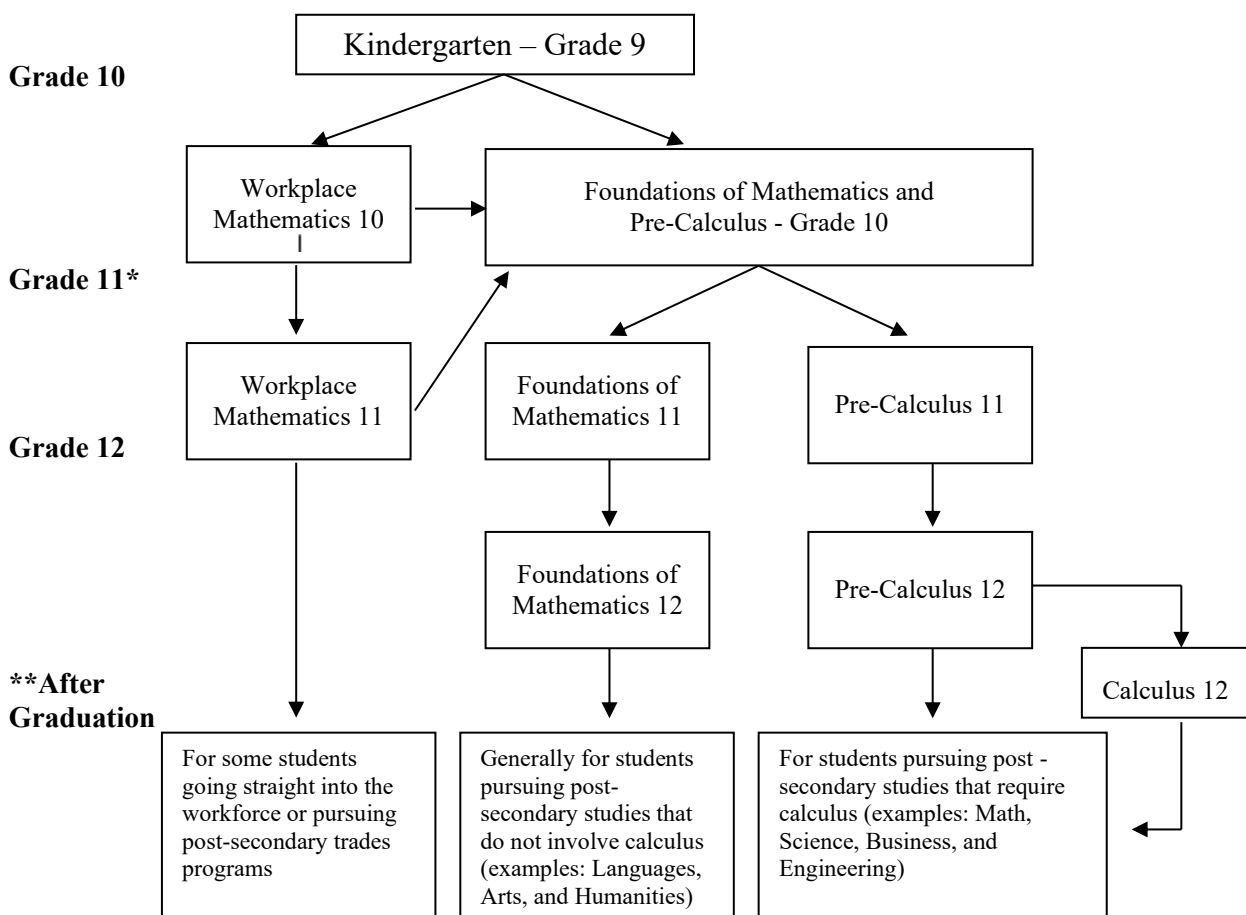 Kindergarten – Grade 9
Grade 10
Workplace
Mathematics 10
Foundations of Mathematics and
Pre-Calculus - Grade 10
Grade 11*
Workplace
Mathematics 11
Foundations of
Mathematics 11
Pre-Calculus 11
Grade 12
Foundations of
Mathematics 12
Pre-Calculus 12
Calculus 12
**After
Graduation
For some students
going straight into the
workforce or pursuing
post-secondary trades
programs
Generally for students
pursuing post-
secondary studies that
do not involve calculus
(examples: Languages,
Arts, and Humanities)
For students pursuing post -
secondary studies that require
calculus (examples: Math,
Science, Business, and
Engineering)